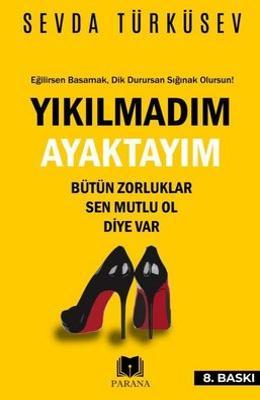 SEVDA TÜRKÜSEV
Eğilirsen Basamak, Dik Durursan Sığınak Olursun!
YIKILMADIM
AYAKTAYIM
BÜTÜN ZORLUKLAR
SEN MUTLU OL
DİYE VAR
PARANA
8. BASKI